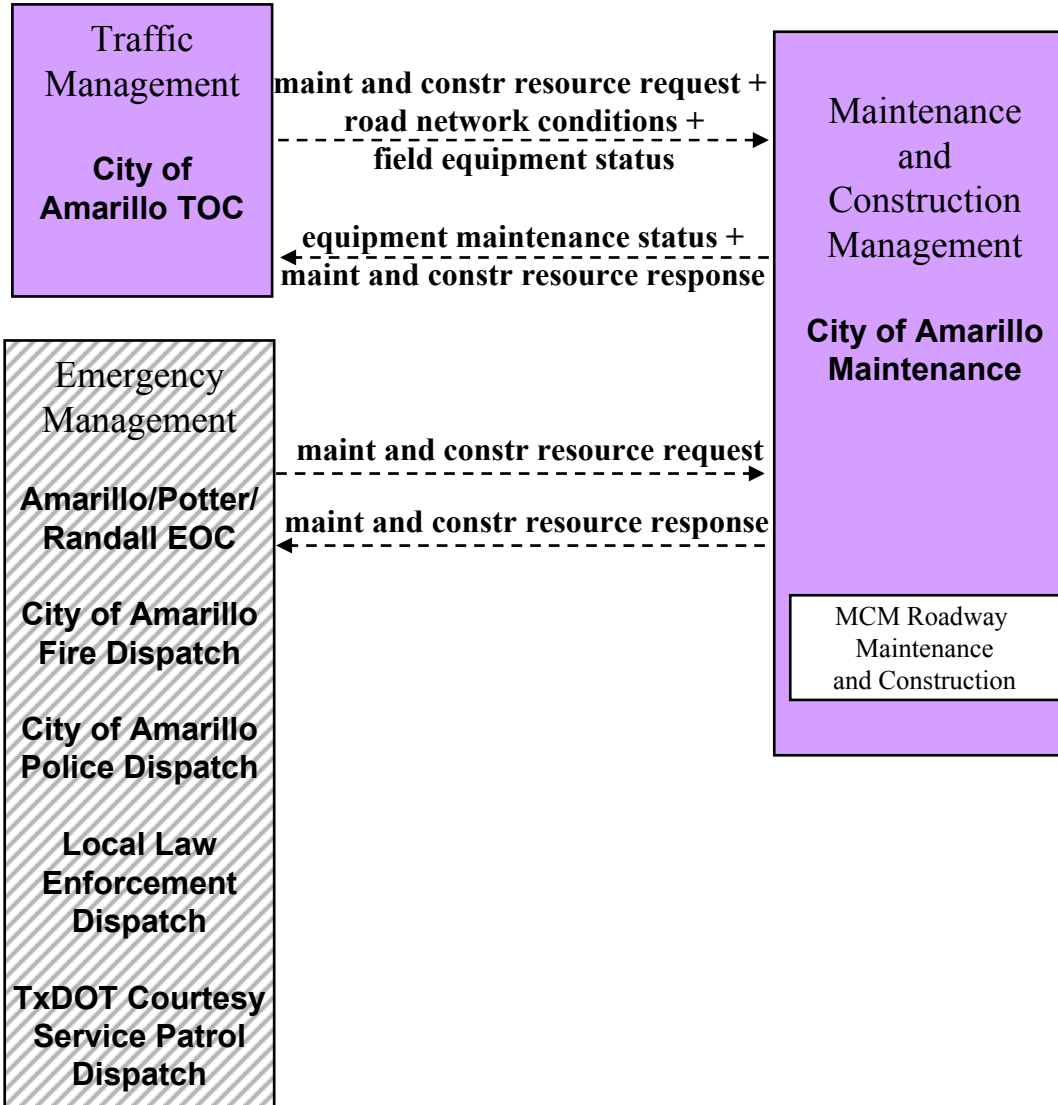 Traffic
Management
City of
Amarillo TOC
maint and constr resource request +
road network conditions +
field equipment status
equipment maintenance status +
maint and constr resource response
Maintenance
and
Construction
Management
City of Amarillo
Maintenance
MCM Roadway
Maintenance
and Construction
Emergency
Management
Amarillo/Potter/
Randall EOC
City of Amarillo
Fire Dispatch
City of Amarillo
Police Dispatch
Local Law
Enforcement
Dispatch
TxDOT Courtesy
Service Patrol
Dispatch
maint and constr resource request
maint and constr resource response